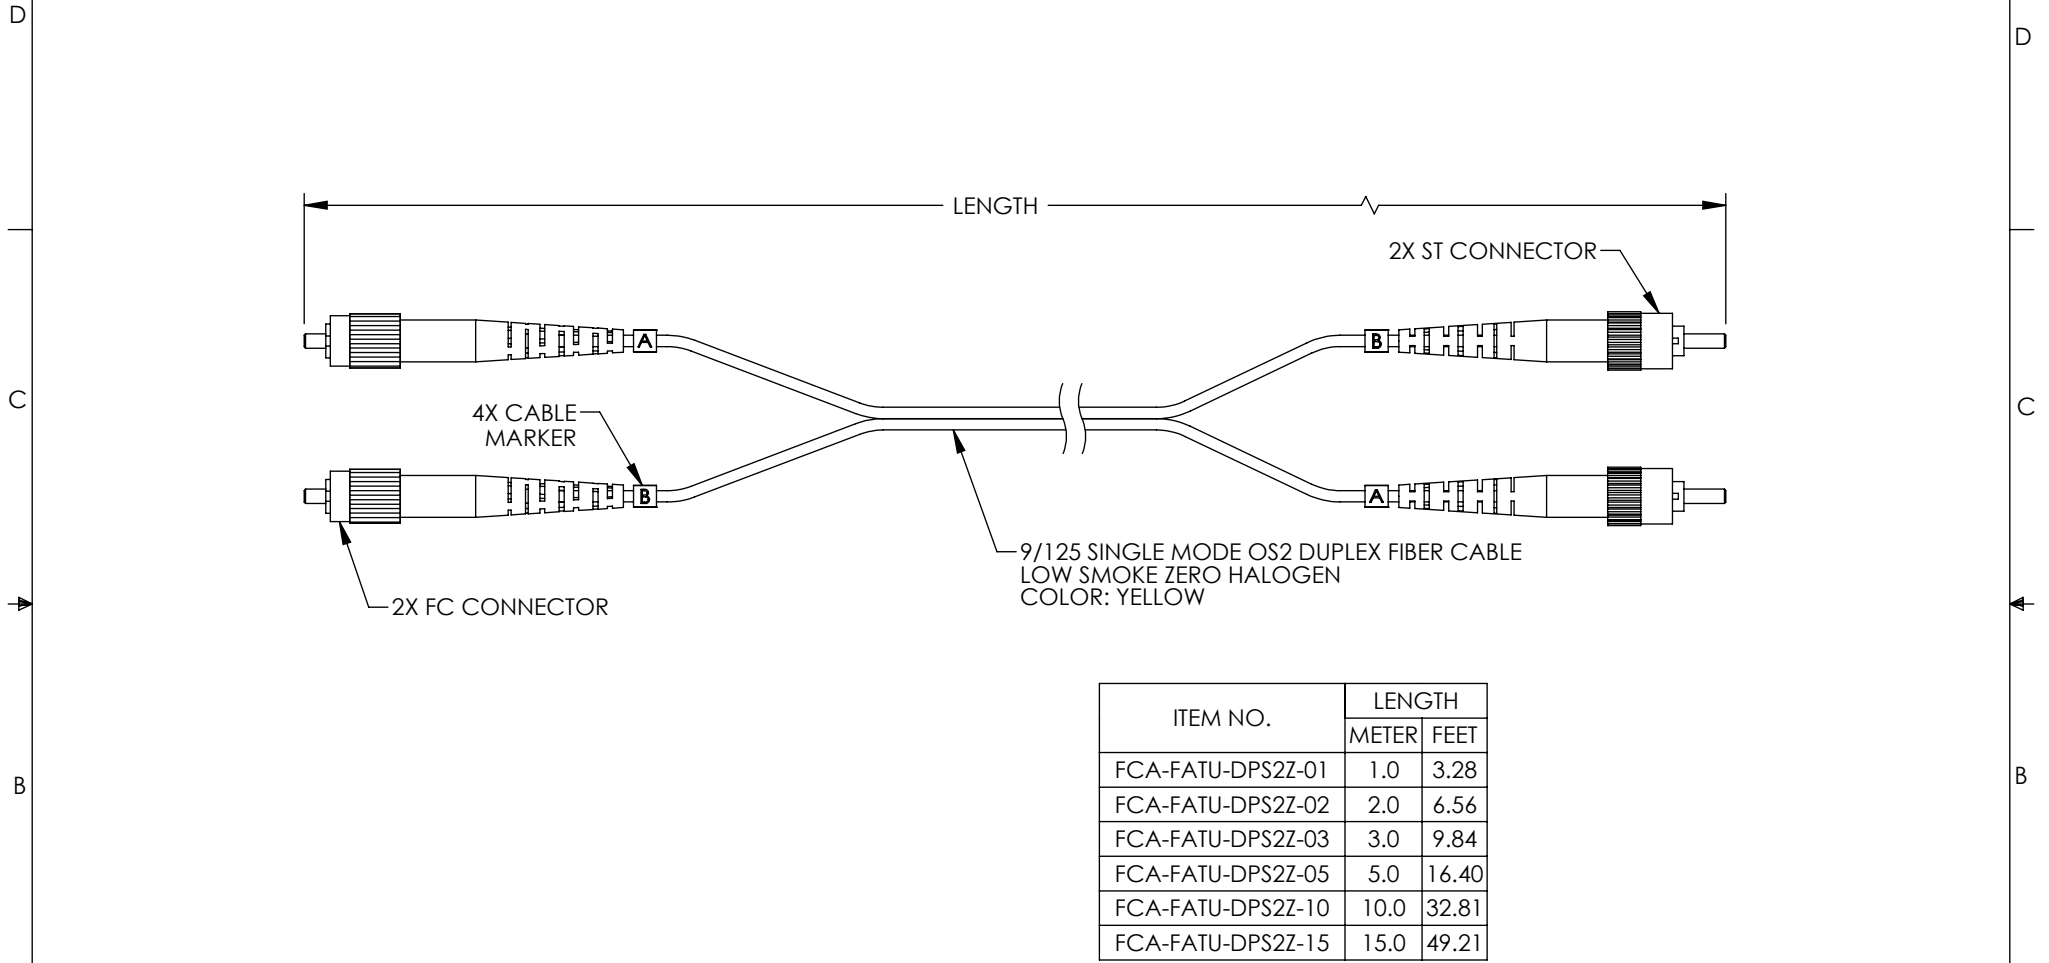 D
D
LENGTH
2X ST CONNECTOR
A
B
C
C
4X CABLE
MARKER
B
A
9/125 SINGLE MODE OS2 DUPLEX FIBER CABLE
LOW SMOKE ZERO HALOGEN
COLOR: YELLOW
2X FC CONNECTOR
ITEM NO. LENGTH
METER FEET
B
B
FCA-FATU-DPS2Z-01 1.0 3.28
FCA-FATU-DPS2Z-02 2.0 6.56
FCA-FATU-DPS2Z-03 3.0 9.84
FCA-FATU-DPS2Z-05 5.0 16.40
FCA-FATU-DPS2Z-10 10.0 32.81
FCA-FATU-DPS2Z-15 15.0 49.21